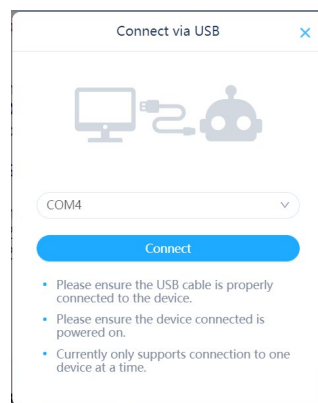 Connect via USB
COM4
Connect
Please ensure the USB cable is properly
connected to the device.
Please ensure the device connected is
powered on.
Currently only supports connection to one
device at a time.